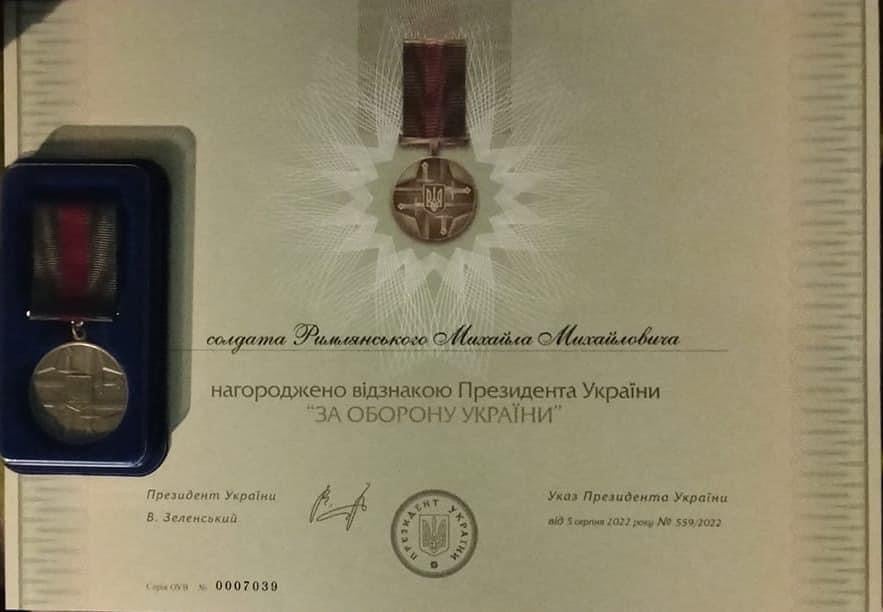 солдата Римлянського Михайла Михайловича
нагороджено відзнакою Президента України
“ЗА ОБОРОНУ УКРАЇНИ”
Президент України
В. Зеленський
Указ Президента України
від 5 серпня 2022 року № 559/2022
ПРЕЗИДЕНТ УКРАЇНИ
Серія ОУВ № 0007039